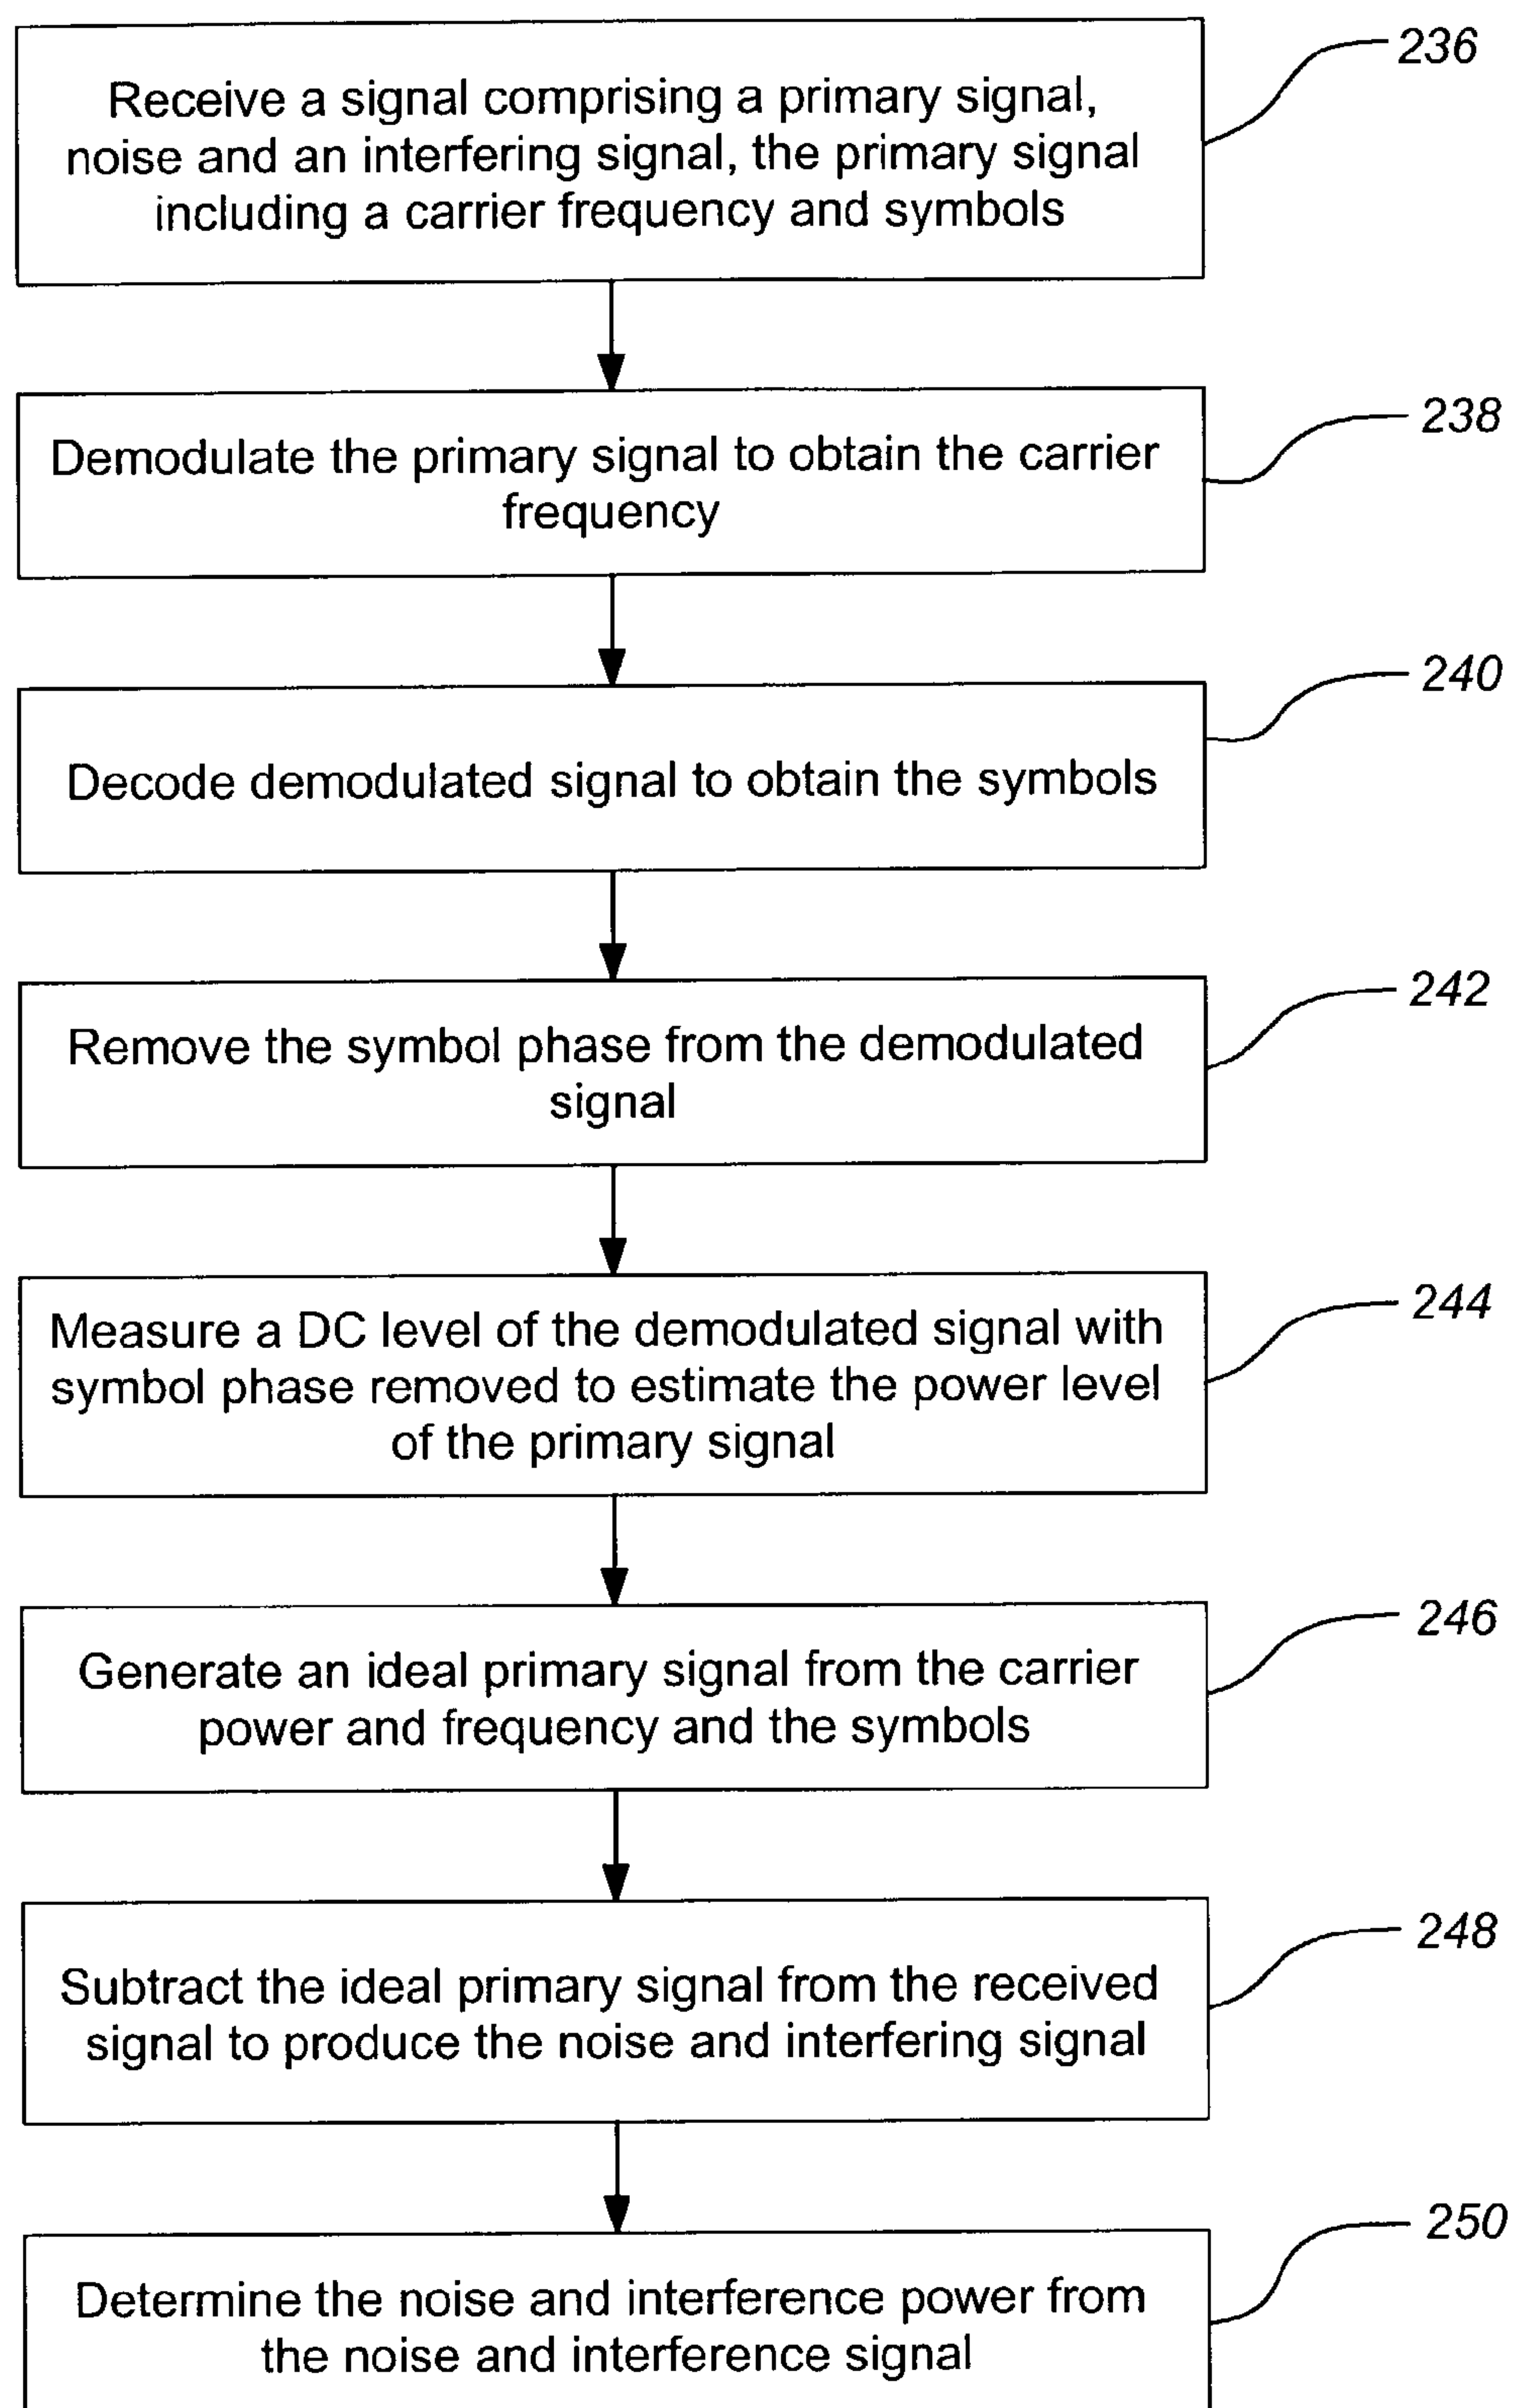 236
Receive a signal comprising a primary signal,
noise and an interfering signal, the primary signal
including a carrier frequency and symbols
238
Demodulate the primary signal to obtain the carrier
frequency
240
Decode demodulated signal to obtain the symbols
242
Remove the symbol phase from the demodulated
signal
244
Measure a DC level of the demodulated signal with
symbol phase removed to estimate the power level
of the primary signal
246
Generate an ideal primary signal from the carrier
power and frequency and the symbols
248
Subtract the ideal primary signal from the received
signal to produce the noise and interfering signal
250
Determine the noise and interference power from
the noise and interference signal